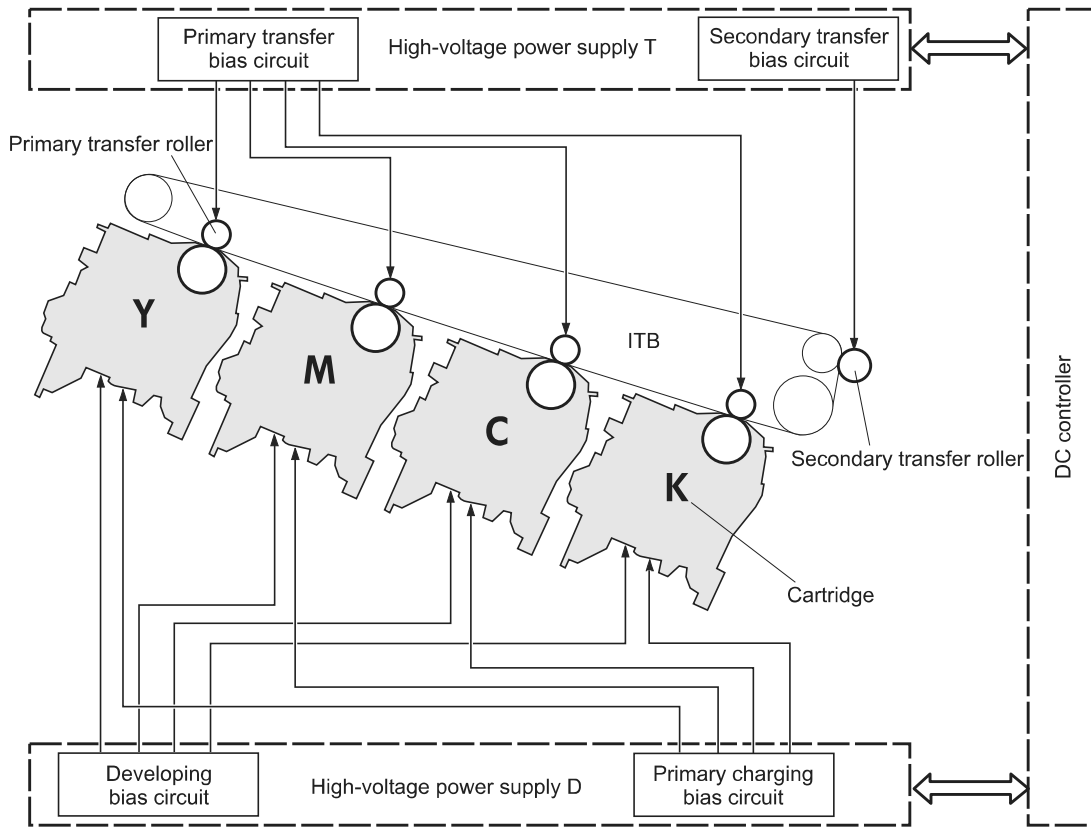 Primary transfer
bias circuit
High-voltage power supply T
Secondary transfer
bias circuit
Primary transfer roller
Y
M
C
K
ITB
Secondary transfer roller
Cartridge
DC controller
Developing
bias circuit
High-voltage power supply D
Primary charging
bias circuit